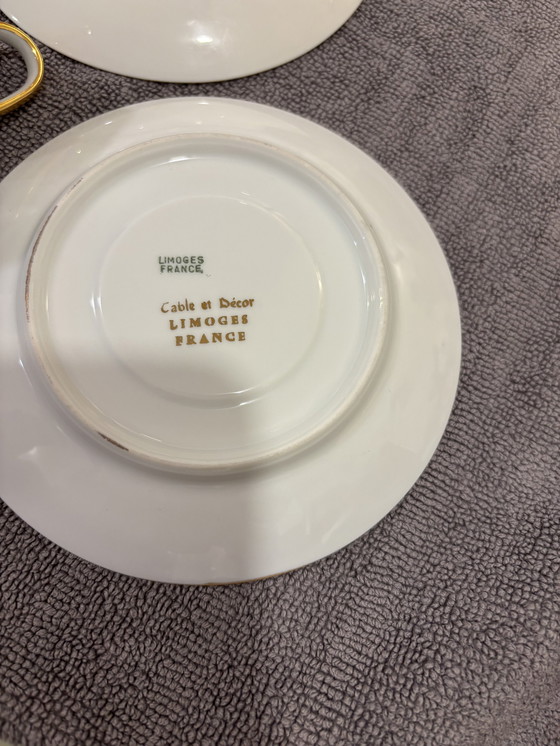 LIMOGES
FRANCE,
Cable et Décor
LIMOGES
FRANCE